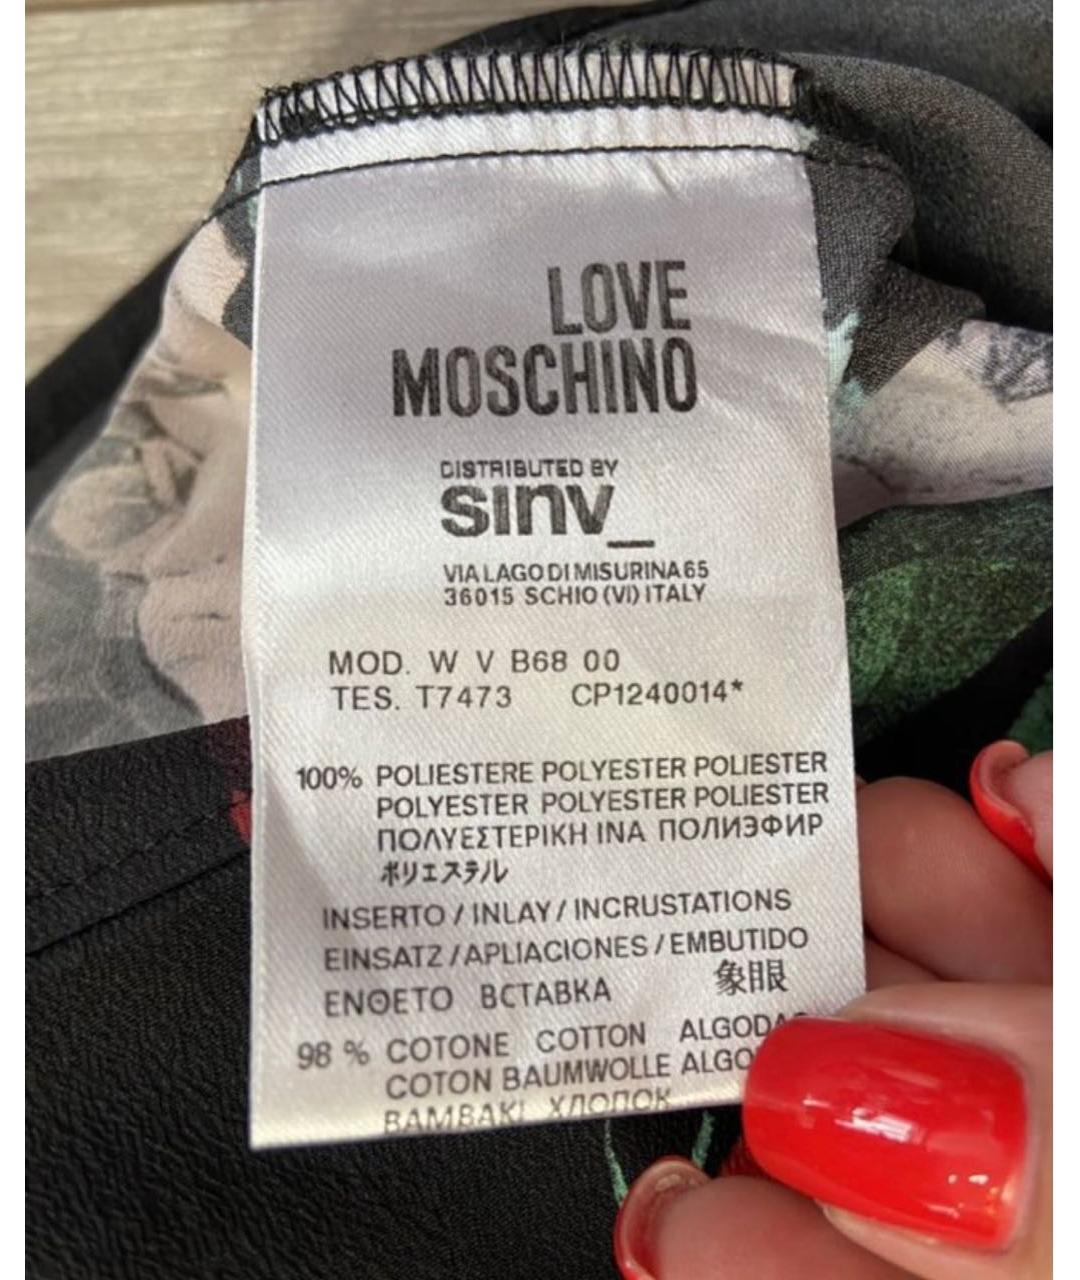 LOVE
MOSCHINO
DISTRIBUTED BY
sinv_
VIA LAGO DI MISURINA 65
36015 SCHIO (VI) ITALY
MOD. W V B68 00
TES. T7473 CP1240014*
100% POLIESTERE POLYESTER POLIESTER
POLYESTER POLYESTER POLIESTER
ΠΟΛΥΕΣΤΕΡΙΚΗ ΙΝΑ ПОЛИЭФИР
ポリエステル
INSERTO / INLAY / INCRUSTATIONS
EINSATZ / APLIACIONES / EMBUTIDO
ΕΝΘΕΤΟ ВСТАВКА 象眼
98 % COTONE COTTON
COTON BAUMWOLLE
ΒΑΜΒΑΚΙ ХЛОПОК